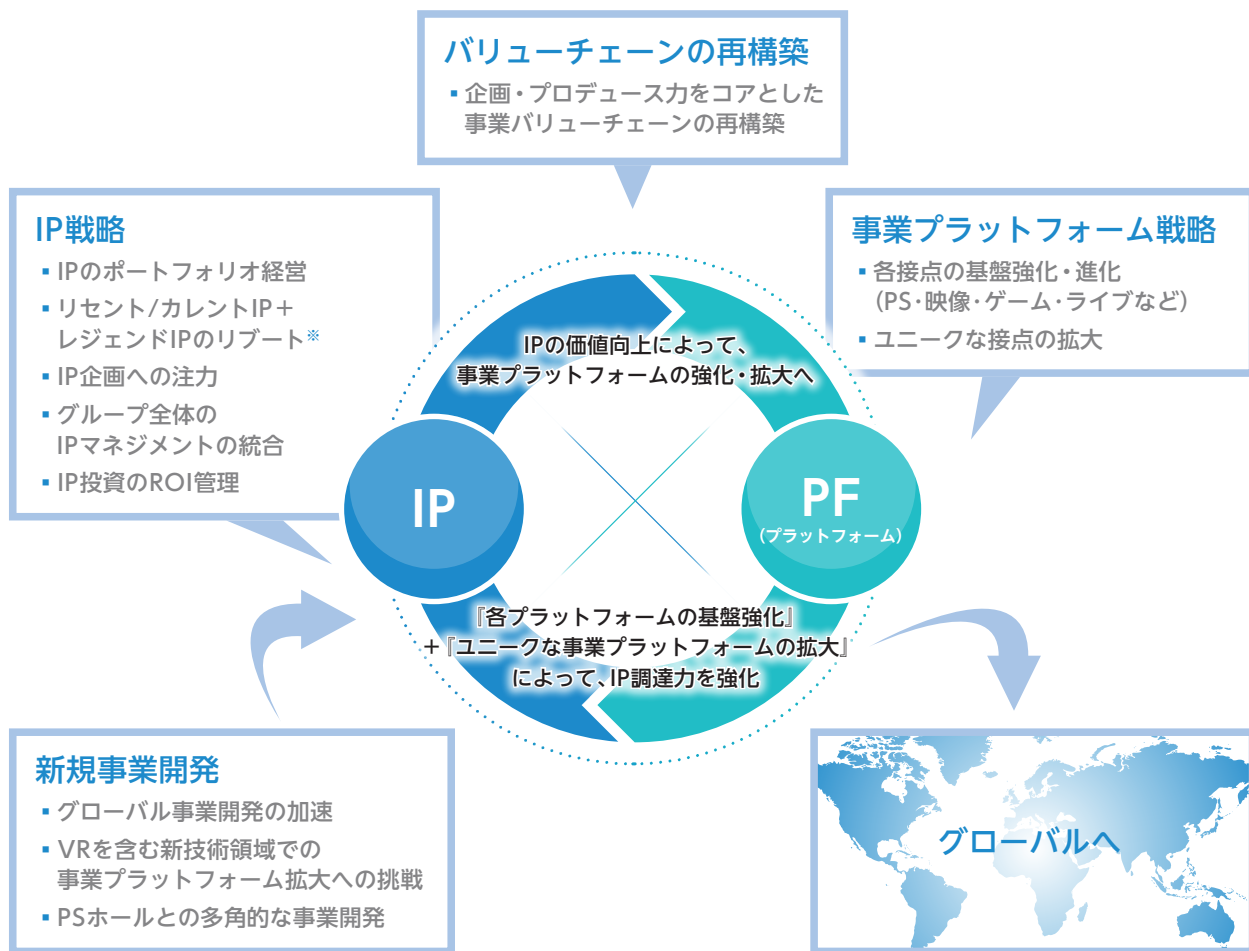 バリューチェーンの再構築
▪ 企画・プロデュース力をコアとした
事業バリューチェーンの再構築
IP戦略
▪ IPのポートフォリオ経営
▪ リセント/カレントIP＋
レジェンドIPのリブート※
▪ IP企画への注力
▪ グループ全体の
IPマネジメントの統合
▪ IP投資のROI管理
事業プラットフォーム戦略
▪ 各接点の基盤強化・進化
（PS・映像・ゲーム・ライブなど）
▪ ユニークな接点の拡大
IPの価値向上によって、
事業プラットフォームの強化・拡大へ
IP
PF
（プラットフォーム）
『各プラットフォームの基盤強化』
＋『ユニークな事業プラットフォームの拡大』
によって、IP調達力を強化
新規事業開発
▪ グローバル事業開発の加速
▪ VRを含む新技術領域での
事業プラットフォーム拡大への挑戦
▪ PSホールとの多角的な事業開発
グローバルへ